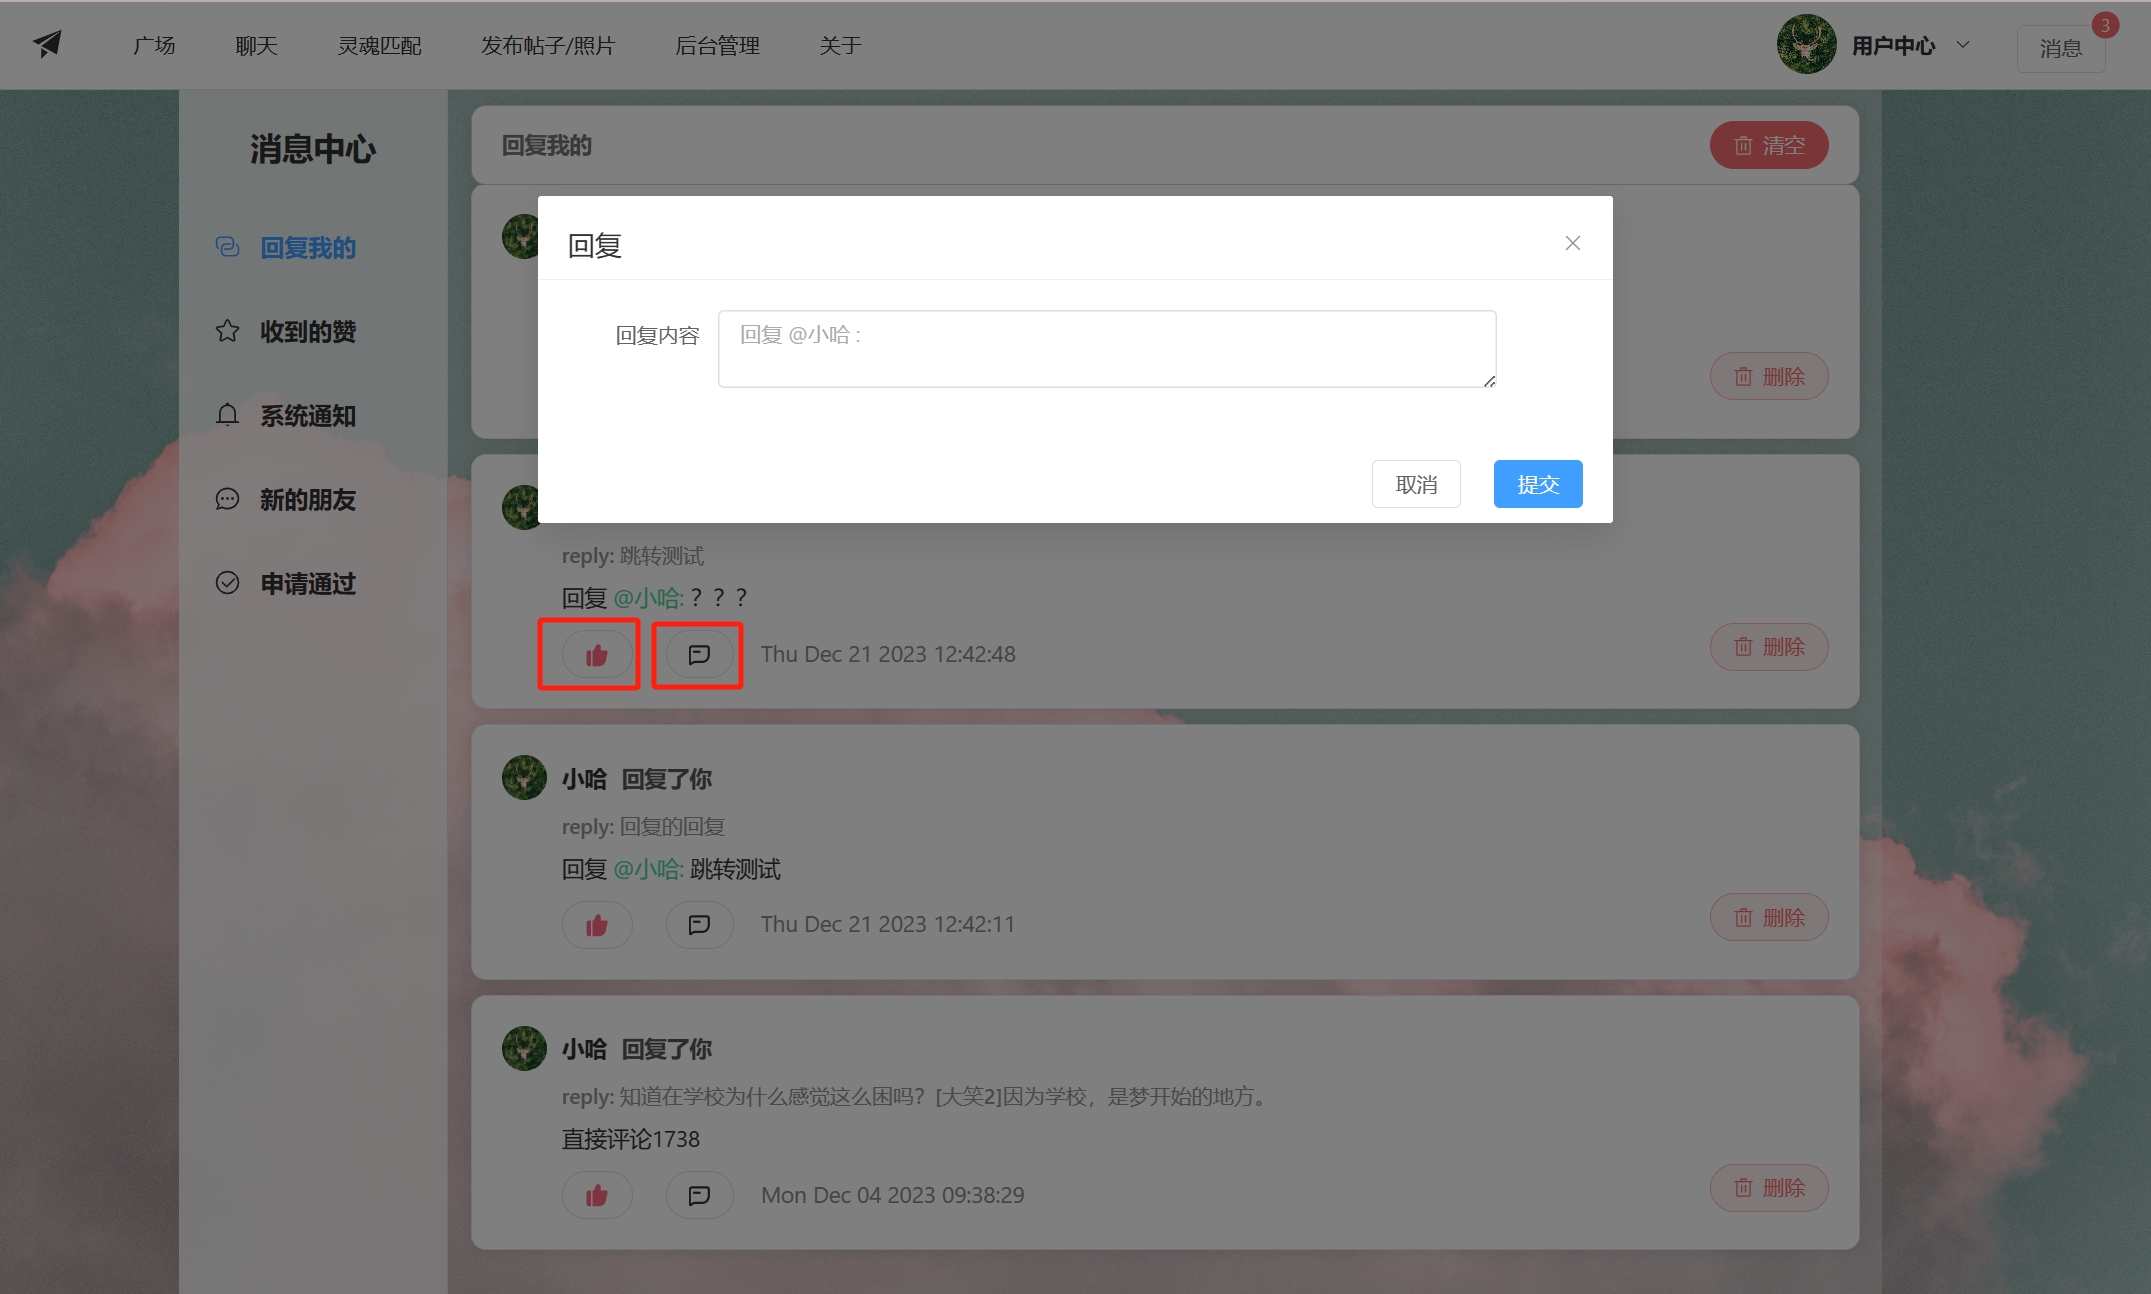 广场 聊天 灵魂匹配 发布帖子/照片 后台管理 关于 用户中心 消息 3
消息中心
回复我的
收到的赞
系统通知
新的朋友
申请通过
回复我的 清空
删除
回复
回复内容 回复 @小哈 :
取消 提交
reply: 跳转测试
回复 @小哈: ？？？
Thu Dec 21 2023 12:42:48 删除
小哈 回复了你
reply: 回复的回复
回复 @小哈: 跳转测试
Thu Dec 21 2023 12:42:11 删除
小哈 回复了你
reply: 知道在学校为什么感觉这么困吗？[大笑2]因为学校，是梦开始的地方。
直接评论1738
Mon Dec 04 2023 09:38:29 删除